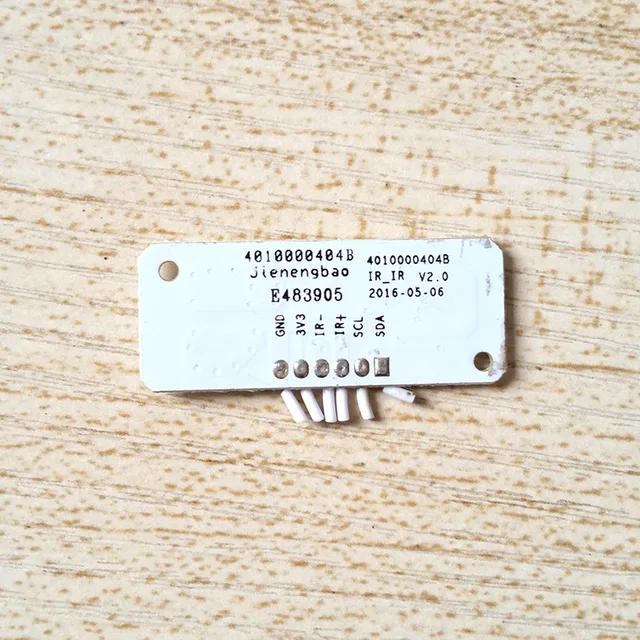 4010000404B
Jienengbao
E483905
4010000404B
IR_IR V2.0
2016-05-06
GND
3V3
IR-
IR+
SCL
SDA